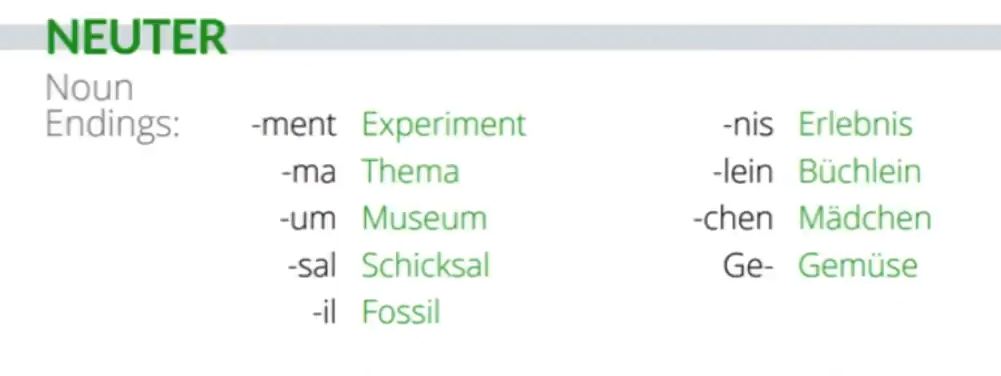 NEUTER
Noun
Endings:
-ment Experiment -nis Erlebnis
-ma Thema -lein Büchlein
-um Museum -chen Mädchen
-sal Schicksal Ge- Gemüse
-il Fossil